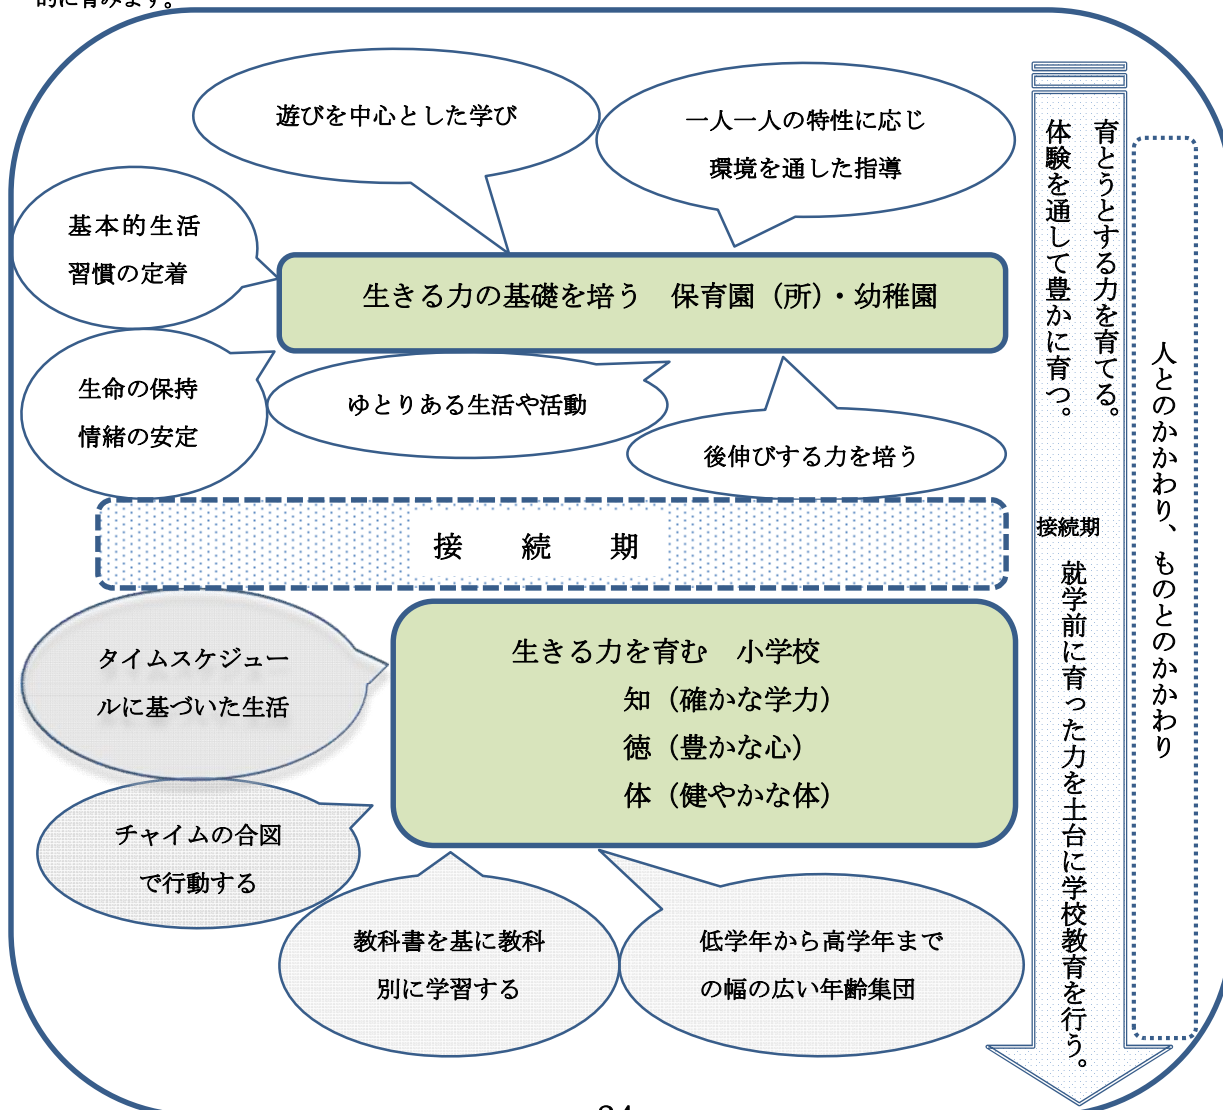 的に育みます。
遊びを中心とした学び
一人一人の特性に応じ
環境を通した指導
基本的生活
習慣の定着
生きる力の基礎を培う　保育園（所）・幼稚園
生命の保持
情緒の安定
ゆとりある生活や活動
後伸びする力を培う
接　続　期
タイムスケジュー
ルに基づいた生活
生きる力を育む　小学校
知（確かな学力）
徳（豊かな心）
体（健やかな体）
チャイムの合図
で行動する
教科書を基に教科
別に学習する
低学年から高学年まで
の幅の広い年齢集団
育とうとする力を育てる。
体験を通して豊かに育つ。
接続期
就学前に育った力を土台に学校教育を行う。
人とのかかわり、ものとのかかわり